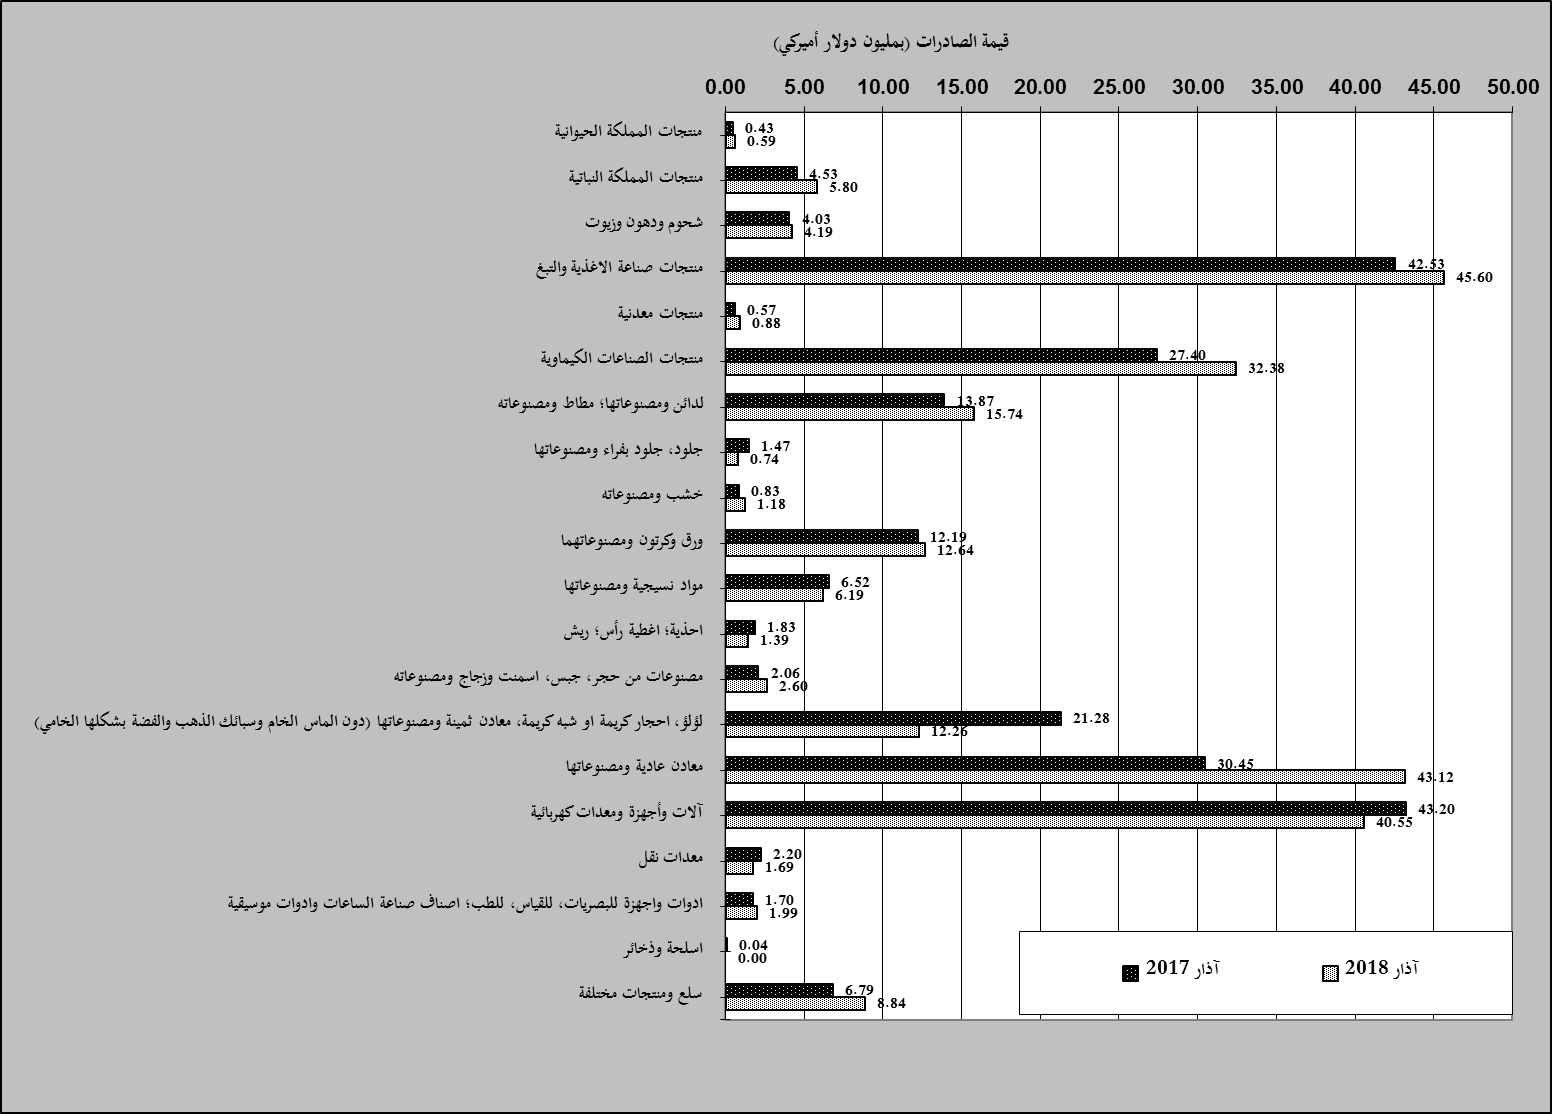 قيمة الصادرات (بمليون دولار أميركي)
0.00 5.00 10.00 15.00 20.00 25.00 30.00 35.00 40.00 45.00 50.00
منتجات المملكة الحيوانية
0.43
0.59
منتجات المملكة النباتية
4.53
5.80
شحوم ودهون وزيوت
4.03
4.19
منتجات صناعة الاغذية والتبغ
42.53
45.60
منتجات معدنية
0.57
0.88
منتجات الصناعات الكيماوية
27.40
32.38
لدائن ومصنوعاتها؛ مطاط ومصنوعاته
13.87
15.74
جلود، جلود بفراء ومصنوعاتها
1.47
0.74
خشب ومصنوعاته
0.83
1.18
ورق وكرتون ومصنوعاتهما
12.19
12.64
مواد نسيجية ومصنوعاتها
6.52
6.19
احذية؛ اغطية رأس؛ ريش
1.83
1.39
مصنوعات من حجر، جبس، اسمنت وزجاج ومصنوعاته
2.06
2.60
لؤلؤ، احجار كريمة او شبه كريمة، معادن ثمينة ومصنوعاتها (دون الماس الخام وسبائك الذهب والفضة بشكلها الخامي)
21.28
12.26
معادن عادية ومصنوعاتها
30.45
43.12
آلات وأجهزة ومعدات كهربائية
43.20
40.55
معدات نقل
2.20
1.69
ادوات واجهزة للبصريات، للقياس، للطب؛ اصناف صناعة الساعات وادوات موسيقية
1.70
1.99
اسلحة وذخائر
0.04
0.00
سلع ومنتجات مختلفة
6.79
8.84
آذار 2017
آذار 2018